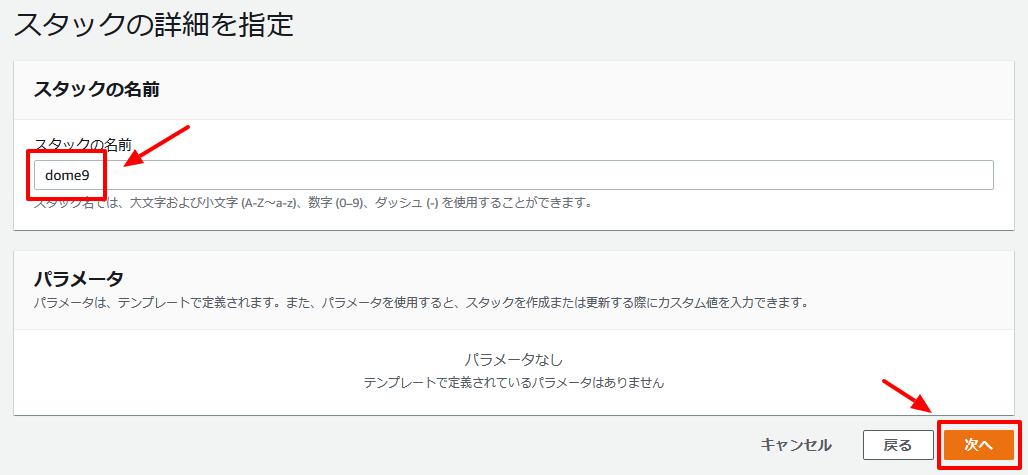 スタックの詳細を指定
スタックの名前
スタックの名前
dome9
スタック名では、大文字および小文字 (A-Z～a-z)、数字 (0–9)、ダッシュ (-) を使用することができます。
パラメータ
パラメータは、テンプレートで定義されます。また、パラメータを使用すると、スタックを作成または更新する際にカスタム値を入力できます。
パラメータなし
テンプレートで定義されているパラメータはありません
キャンセル 戻る 次へ